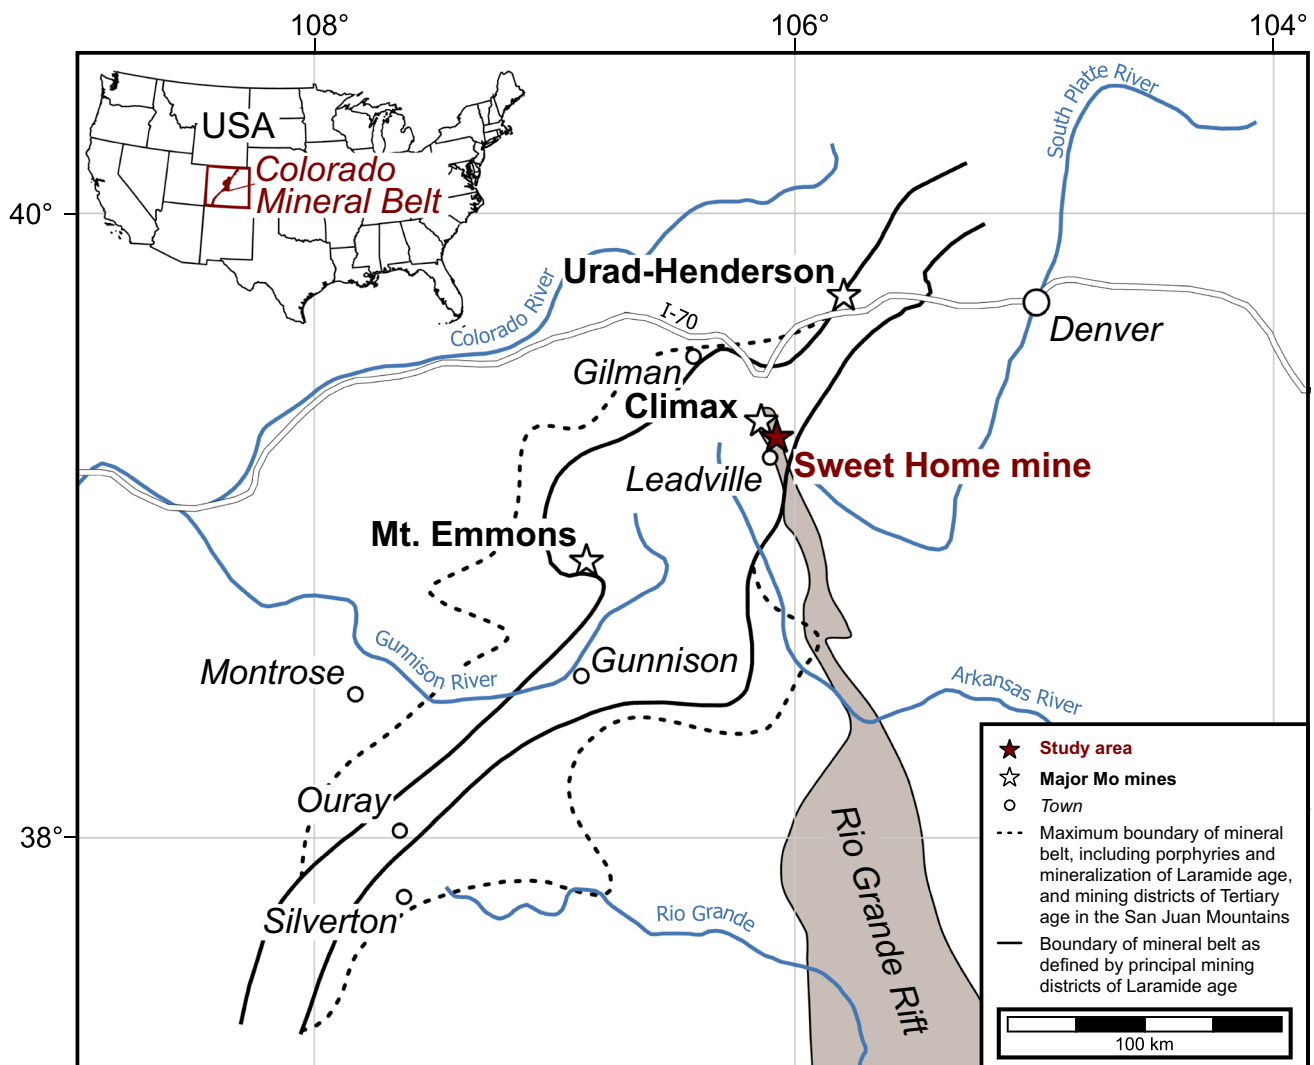 108°
106°
104°
South Platte River
USA
Colorado
Mineral Belt
40°
Urad-Henderson
Colorado River
I-70
Denver
Gilman
Climax
Sweet Home mine
Leadville
Mt. Emmons
Gunnison River
Gunnison
Montrose
Arkansas River
Ouray
38°
Rio Grande Rift
Silverton
Rio Grande
Study area
Major Mo mines
Town
Maximum boundary of mineral
belt, including porphyries and
mineralization of Laramide age,
and mining districts of Tertiary
age in the San Juan Mountains
Boundary of mineral belt as
defined by principal mining
districts of Laramide age
100 km